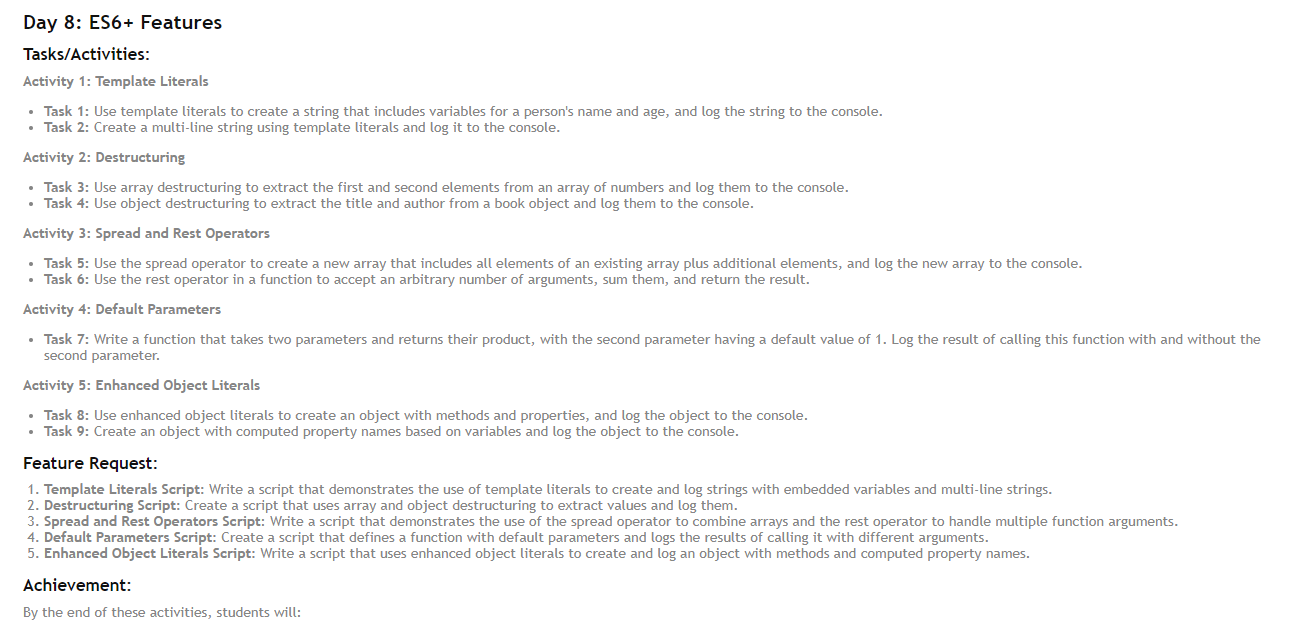 Day 8: ES6+ Features
Tasks/Activities:
Activity 1: Template Literals
• Task 1: Use template literals to create a string that includes variables for a person's name and age, and log the string to the console.
• Task 2: Create a multi-line string using template literals and log it to the console.
Activity 2: Destructuring
• Task 3: Use array destructuring to extract the first and second elements from an array of numbers and log them to the console.
• Task 4: Use object destructuring to extract the title and author from a book object and log them to the console.
Activity 3: Spread and Rest Operators
• Task 5: Use the spread operator to create a new array that includes all elements of an existing array plus additional elements, and log the new array to the console.
• Task 6: Use the rest operator in a function to accept an arbitrary number of arguments, sum them, and return the result.
Activity 4: Default Parameters
• Task 7: Write a function that takes two parameters and returns their product, with the second parameter having a default value of 1. Log the result of calling this function with and without the
second parameter.
Activity 5: Enhanced Object Literals
• Task 8: Use enhanced object literals to create an object with methods and properties, and log the object to the console.
• Task 9: Create an object with computed property names based on variables and log the object to the console.
Feature Request:
1. Template Literals Script: Write a script that demonstrates the use of template literals to create and log strings with embedded variables and multi-line strings.
2. Destructuring Script: Create a script that uses array and object destructuring to extract values and log them.
3. Spread and Rest Operators Script: Write a script that demonstrates the use of the spread operator to combine arrays and the rest operator to handle multiple function arguments.
4. Default Parameters Script: Create a script that defines a function with default parameters and logs the results of calling it with different arguments.
5. Enhanced Object Literals Script: Write a script that uses enhanced object literals to create and log an object with methods and computed property names.
Achievement:
By the end of these activities, students will: